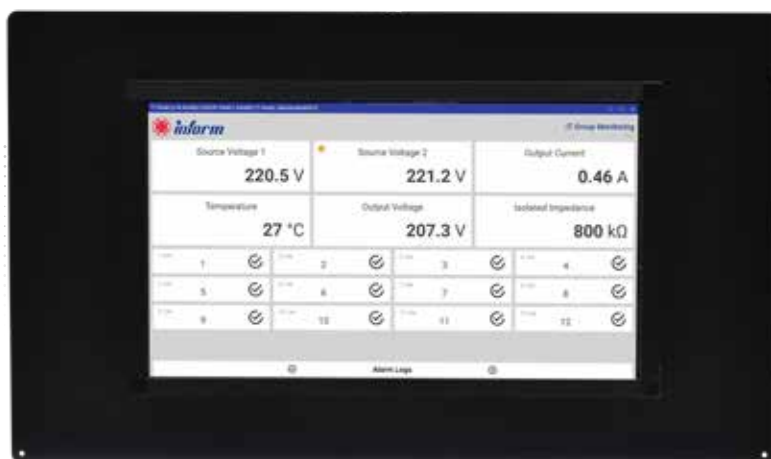 inform
IT Group Monitoring
Source Voltage 1
220.5 V
Source Voltage 2
221.2 V
Output Current
0.46 A
Temperature
27 °C
Output Voltage
207.3 V
Isolated Impedance
800 kΩ
1
2
3
4
5
6
7
8
9
10
11
12
Alarm Logs